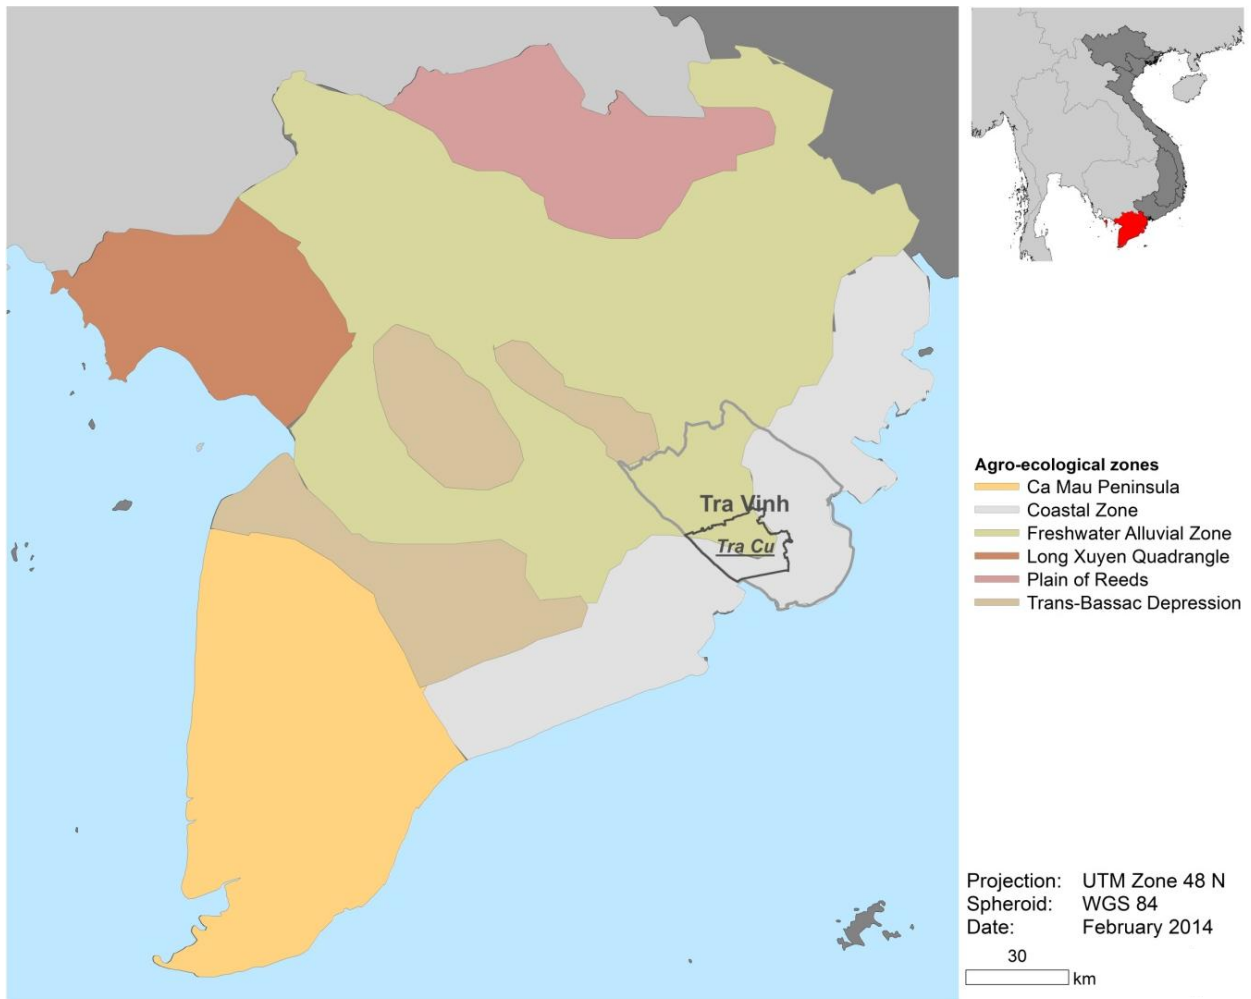 Tra Vinh
Tra Cu
Agro-ecological zones
Ca Mau Peninsula
Coastal Zone
Freshwater Alluvial Zone
Long Xuyen Quadrangle
Plain of Reeds
Trans-Bassac Depression
Projection: UTM Zone 48 N
Spheroid: WGS 84
Date: February 2014
30
km